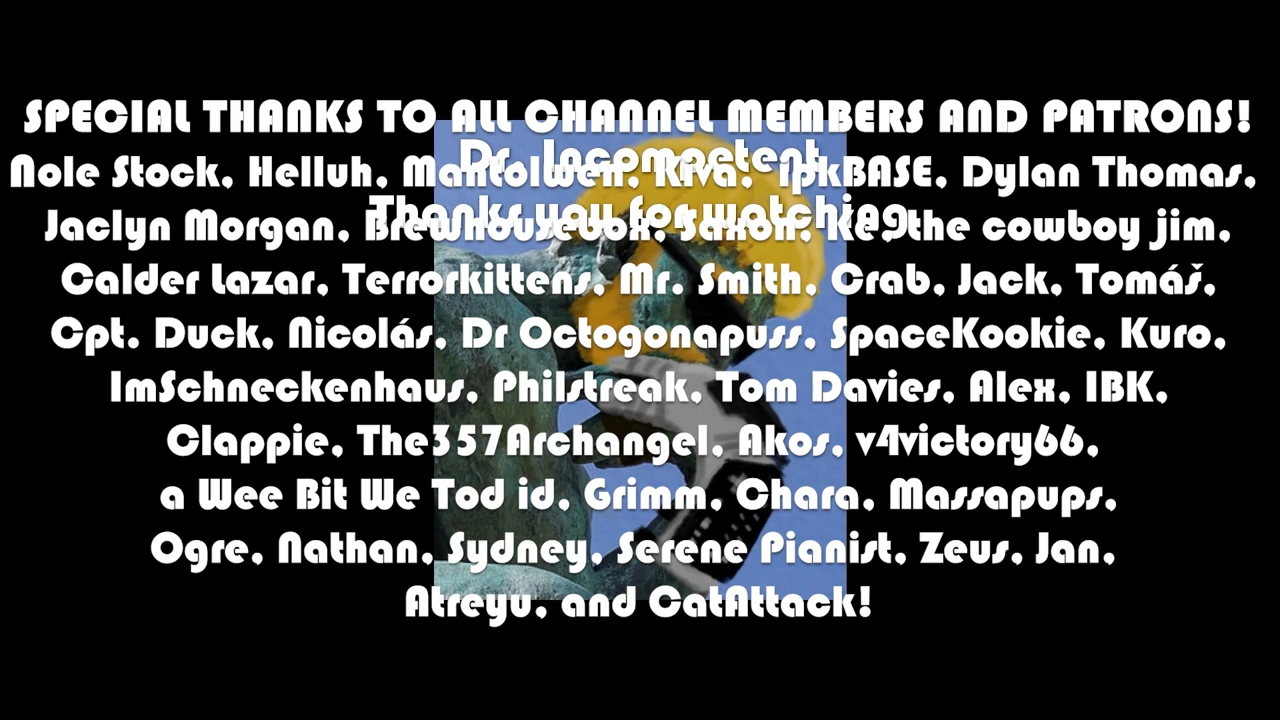 SPECIAL THANKS TO ALL CHANNEL MEMBERS AND PATRONS!
Dr. Incompetent
Nole Stock, Helluh, Mantolwen, Kiva, ipkBASE, Dylan Thomas,
Thanks you for watching
Jaclyn Morgan, Brewhousebox, Saxon, Ke, the cowboy jim,
Calder Lazar, Terrorkittens, Mr. Smith, Crab, Jack, Tomáš,
Cpt. Duck, Nicolás, Dr Octogonapuss, SpaceKookie, Kuro,
ImSchneckenhaus, Philstreak, Tom Davies, Alex, IBK,
Clappie, The357Archangel, Akos, v4victory66,
a Wee Bit We Tod id, Grimm, Chara, Massapups,
Ogre, Nathan, Sydney, Serene Pianist, Zeus, Jan,
Atreyu, and CatAttack!